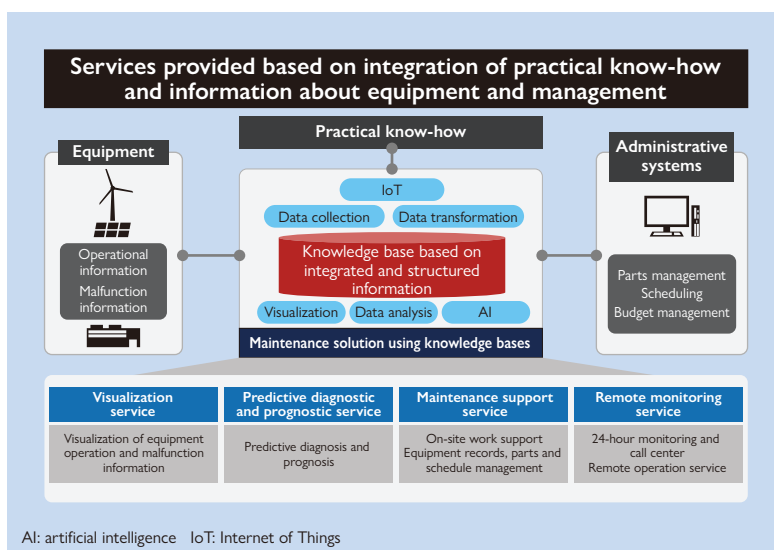 Services provided based on integration of practical know-how
and information about equipment and management
Practical know-how
Equipment
Operational
information
Malfunction
information
IoT
Data collection
Data transformation
Knowledge base based on
integrated and structured
information
Visualization
Data analysis
AI
Maintenance solution using knowledge bases
Administrative
systems
Parts management
Scheduling
Budget management
Visualization
service
Visualization of equipment
operation and malfunction
information
Predictive diagnostic
and prognostic service
Predictive diagnosis and
prognosis
Maintenance support
service
On-site work support
Equipment records, parts and
schedule management
Remote monitoring
service
24-hour monitoring and
call center
Remote operation service
AI: artificial intelligence IoT: Internet of Things